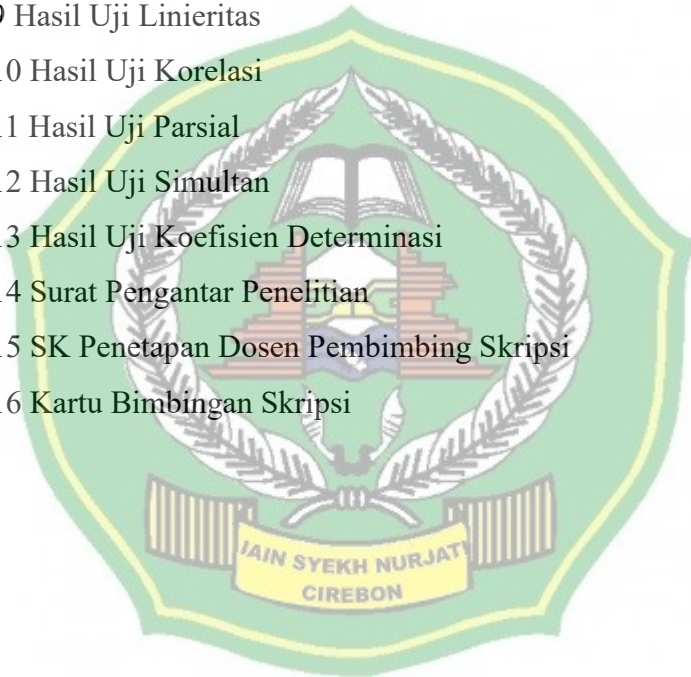 9 Hasil Uji Linieritas
10 Hasil Uji Korelasi
11 Hasil Uji Parsial
12 Hasil Uji Simultan
13 Hasil Uji Koefisien Determinasi
14 Surat Pengantar Penelitian
15 SK Penetapan Dosen Pembimbing Skripsi
16 Kartu Bimbingan Skripsi
IAIN SYEKH NURJATI
CIREBON